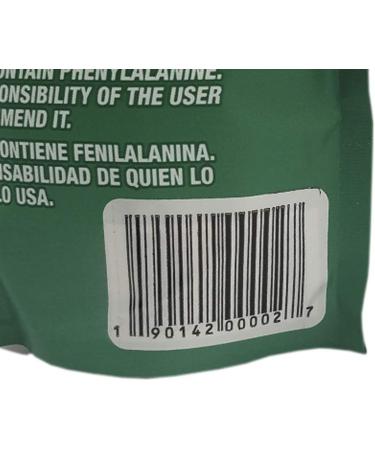 ONTAIN PHENYLALANINE.
ONSIBILITY OF THE USER
MEND IT.
ONTIENE FENILALANINA.
NSABILIDAD DE QUIEN LO
LO USA.
1 90142 00002 7